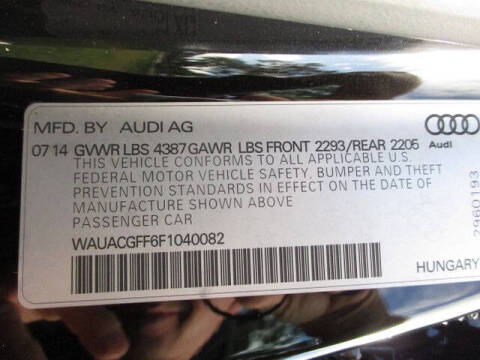 MFD. BY AUDI AG
Audi
07 14 GVWR LBS 4387 GAWR LBS FRONT 2293/REAR 2205
THIS VEHICLE CONFORMS TO ALL APPLICABLE U.S.
FEDERAL MOTOR VEHICLE SAFETY, BUMPER AND THEFT
PREVENTION STANDARDS IN EFFECT ON THE DATE
OF MANUFACTURE SHOWN ABOVE
PASSENGER CAR
WAUACGFF6F1040082
2960193
HUNGARY